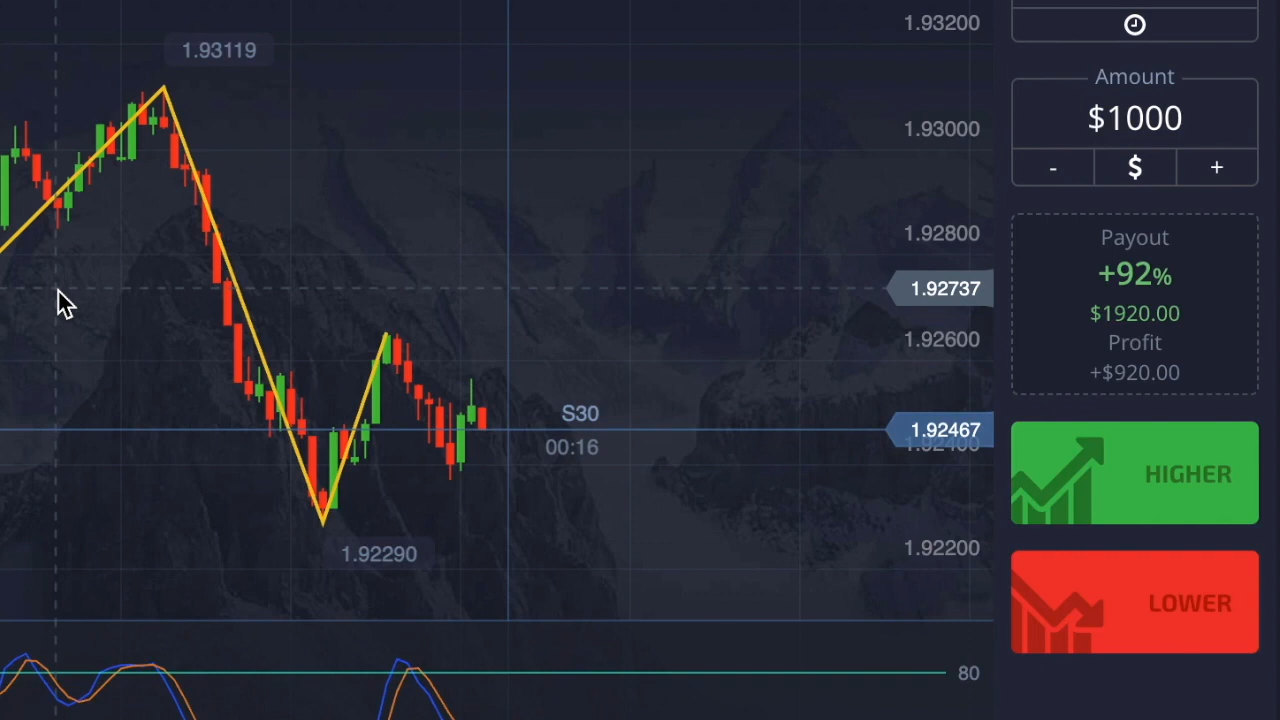 1.93119
1.92290
S30
00:16
1.93200
1.93000
1.92800
1.92737
1.92600
1.92467
1.92400
1.92200
80
Amount
$1000
- $ +
Payout
+92%
$1920.00
Profit
+$920.00
HIGHER
LOWER